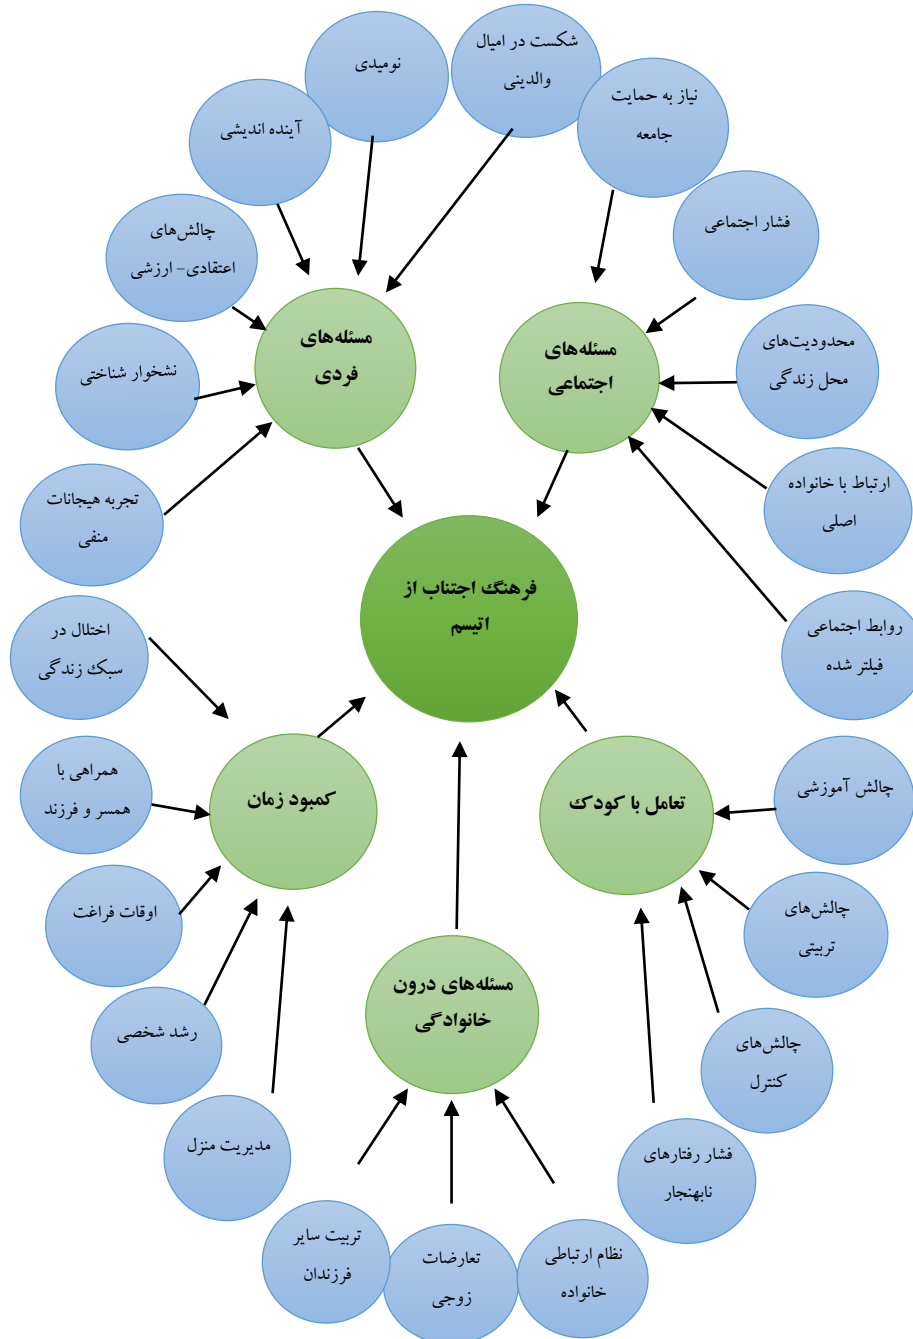 شکست در امیال
والدینی
نومیدی
نیاز به حمایت
جامعه
آینده اندیشی
فشار اجتماعی
چالش‌های
اعتقادی- ارزشی
مسئله‌های
فردی
مسئله‌های
اجتماعی
محدودیت‌های
محل زندگی
نشخوار شناختی
ارتباط با خانواده
اصلی
تجربه هیجانات
منفی
فرهنگ اجتناب از
اتیسم
روابط اجتماعی
فیلتر شده
اختلال در
سبک زندگی
همراهی با
همسر و فرزند
کمبود زمان
تعامل با کودک
چالش آموزشی
اوقات فراغت
چالش‌های
تربیتی
مسئله‌های درون
خانوادگی
رشد شخصی
چالش‌های
کنترل
مدیریت منزل
فشار رفتارهای
نابهنجار
تربیت سایر
فرزندان
تعارضات
زوجی
نظام ارتباطی
خانواده